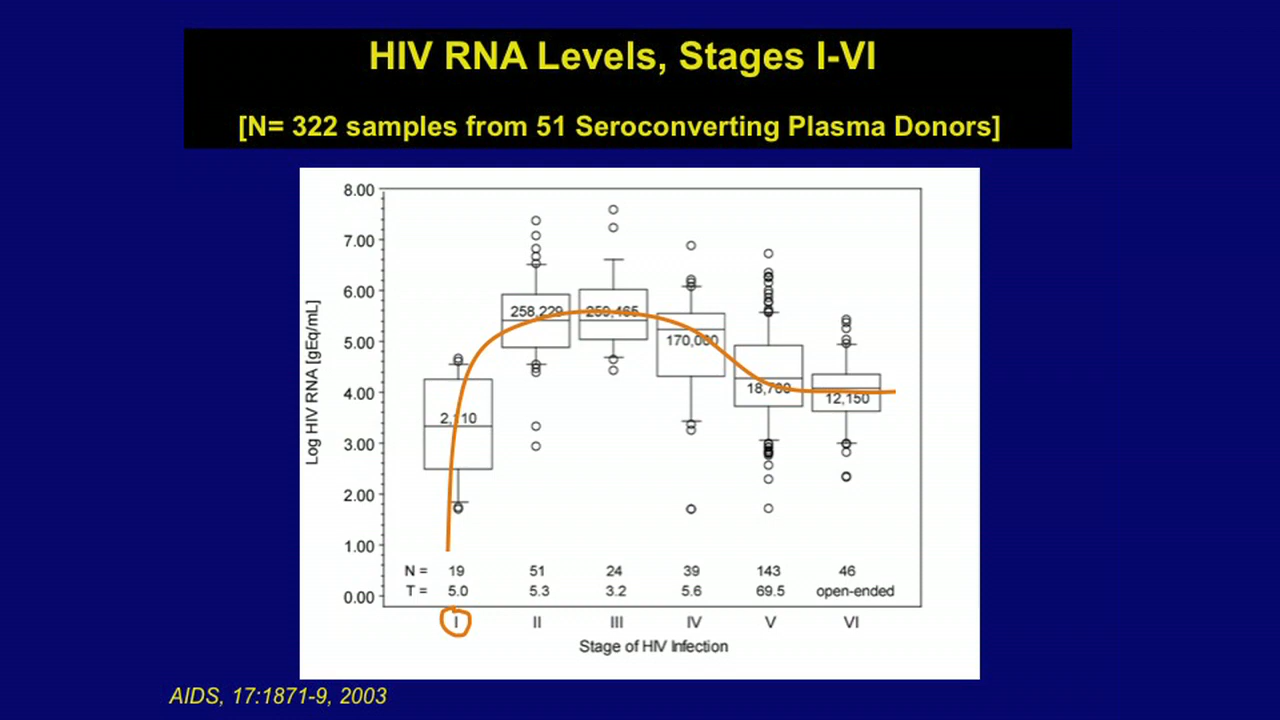 HIV RNA Levels, Stages I-VI
[N= 322 samples from 51 Seroconverting Plasma Donors]
8.00
7.00
6.00
5.00
4.00
3.00
2.00
1.00
0.00
Log HIV RNA [gEq/mL]
2,110
258,229
259,465
170,000
18,700
12,150
N = 19 51 24 39 143 46
T = 5.0 5.3 3.2 5.6 69.5 open-ended
I II III IV V VI
Stage of HIV Infection
AIDS, 17:1871-9, 2003